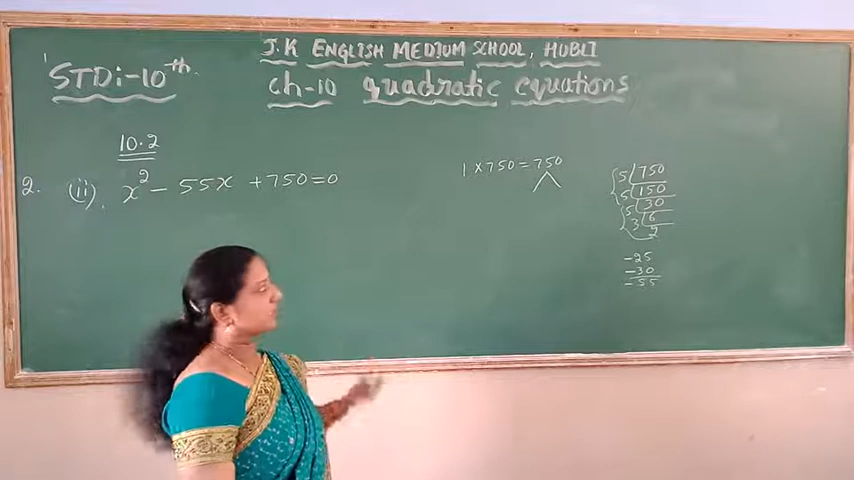 J.K ENGLISH MEDIUM SCHOOL, HUBLI
STD:-10th.
Ch-10 quadratic equations
10.2
2. (ii). x² - 55x + 750 = 0
1 x 750 = 750
5 | 750
5 | 150
5 | 30
3 | 6
2
-25
-30
-55